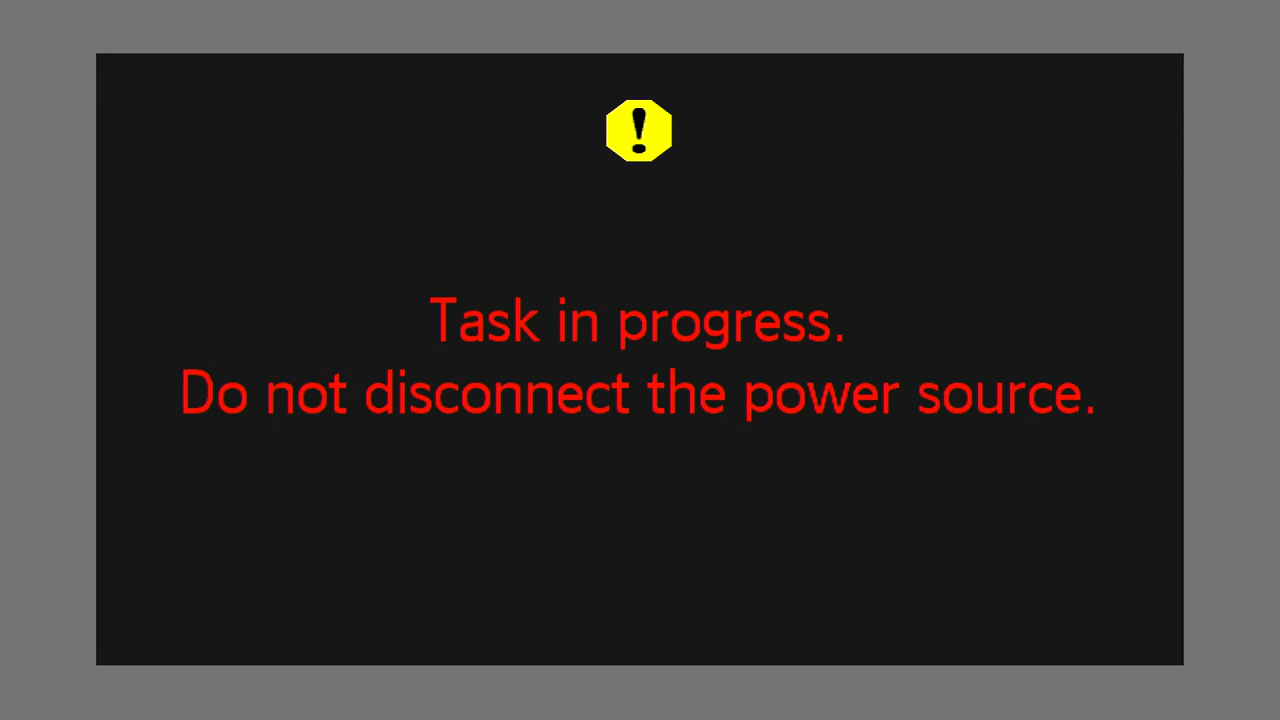 Task in progress.
Do not disconnect the power source.